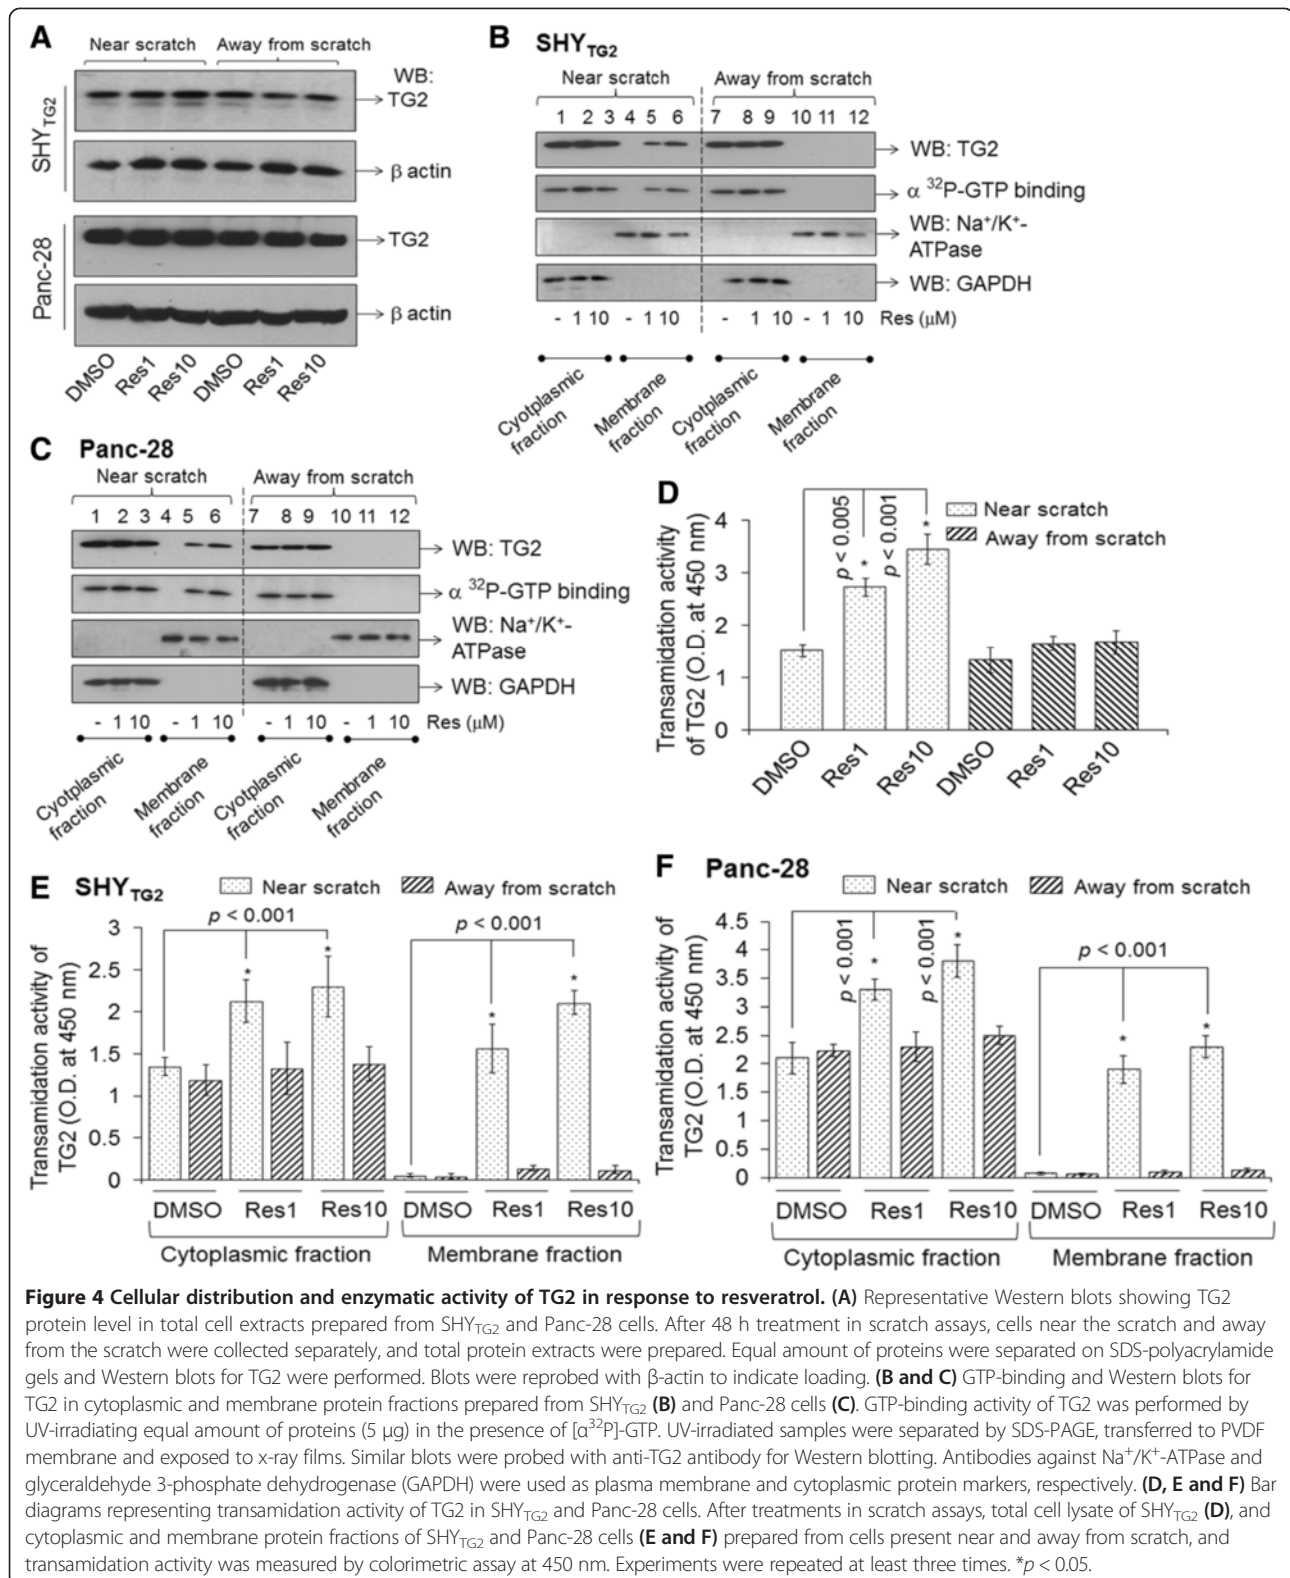 A
Near scratch Away from scratch
WB:
SHY_TG2
TG2
β actin
Panc-28
TG2
β actin
DMSO Res1 Res10 DMSO Res1 Res10
B SHY_TG2
Near scratch Away from scratch
1 2 3 4 5 6 7 8 9 10 11 12
WB: TG2
α ³²P-GTP binding
WB: Na⁺/K⁺-
ATPase
WB: GAPDH
- 1 10 - 1 10 - 1 10 - 1 10 Res (μM)
Cyotplasmic fraction
Membrane fraction
Cyotplasmic fraction
Membrane fraction
C Panc-28
Near scratch Away from scratch
1 2 3 4 5 6 7 8 9 10 11 12
WB: TG2
α ³²P-GTP binding
WB: Na⁺/K⁺-
ATPase
WB: GAPDH
- 1 10 - 1 10 - 1 10 - 1 10 Res (μM)
Cyotplasmic fraction
Membrane fraction
Cyotplasmic fraction
Membrane fraction
D
Near scratch
Away from scratch
Transamidation activity
of TG2 (O.D. at 450 nm)
4
3
2
1
0
p < 0.005
p < 0.001
* *
DMSO Res1 Res10 DMSO Res1 Res10
E SHY_TG2
Near scratch Away from scratch
Transamidation activity of
TG2 (O.D. at 450 nm)
3
2.5
2
1.5
1
0.5
0
p < 0.001
p < 0.001
* * * *
DMSO Res1 Res10 DMSO Res1 Res10
Cytoplasmic fraction Membrane fraction
F Panc-28
Near scratch Away from scratch
Transamidation activity of
TG2 (O.D. at 450 nm)
4.5
4
3.5
3
2.5
2
1.5
1
0.5
0
p < 0.001
p < 0.001
p < 0.001
* * * *
DMSO Res1 Res10 DMSO Res1 Res10
Cytoplasmic fraction Membrane fraction
Figure 4 Cellular distribution and enzymatic activity of TG2 in response to resveratrol. (A) Representative Western blots showing TG2
protein level in total cell extracts prepared from SHY_TG2 and Panc-28 cells. After 48 h treatment in scratch assays, cells near the scratch and away
from the scratch were collected separately, and total protein extracts were prepared. Equal amount of proteins were separated on SDS-polyacrylamide
gels and Western blots for TG2 were performed. Blots were reprobed with β-actin to indicate loading. (B and C) GTP-binding and Western blots for
TG2 in cytoplasmic and membrane protein fractions prepared from SHY_TG2 (B) and Panc-28 cells (C). GTP-binding activity of TG2 was performed by
UV-irradiating equal amount of proteins (5 μg) in the presence of [α³²P]-GTP. UV-irradiated samples were separated by SDS-PAGE, transferred to PVDF
membrane and exposed to x-ray films. Similar blots were probed with anti-TG2 antibody for Western blotting. Antibodies against Na⁺/K⁺-ATPase and
glyceraldehyde 3-phosphate dehydrogenase (GAPDH) were used as plasma membrane and cytoplasmic protein markers, respectively. (D, E and F) Bar
diagrams representing transamidation activity of TG2 in SHY_TG2 and Panc-28 cells. After treatments in scratch assays, total cell lysate of SHY_TG2 (D), and
cytoplasmic and membrane protein fractions of SHY_TG2 and Panc-28 cells (E and F) prepared from cells present near and away from scratch, and
transamidation activity was measured by colorimetric assay at 450 nm. Experiments were repeated at least three times. *p < 0.05.